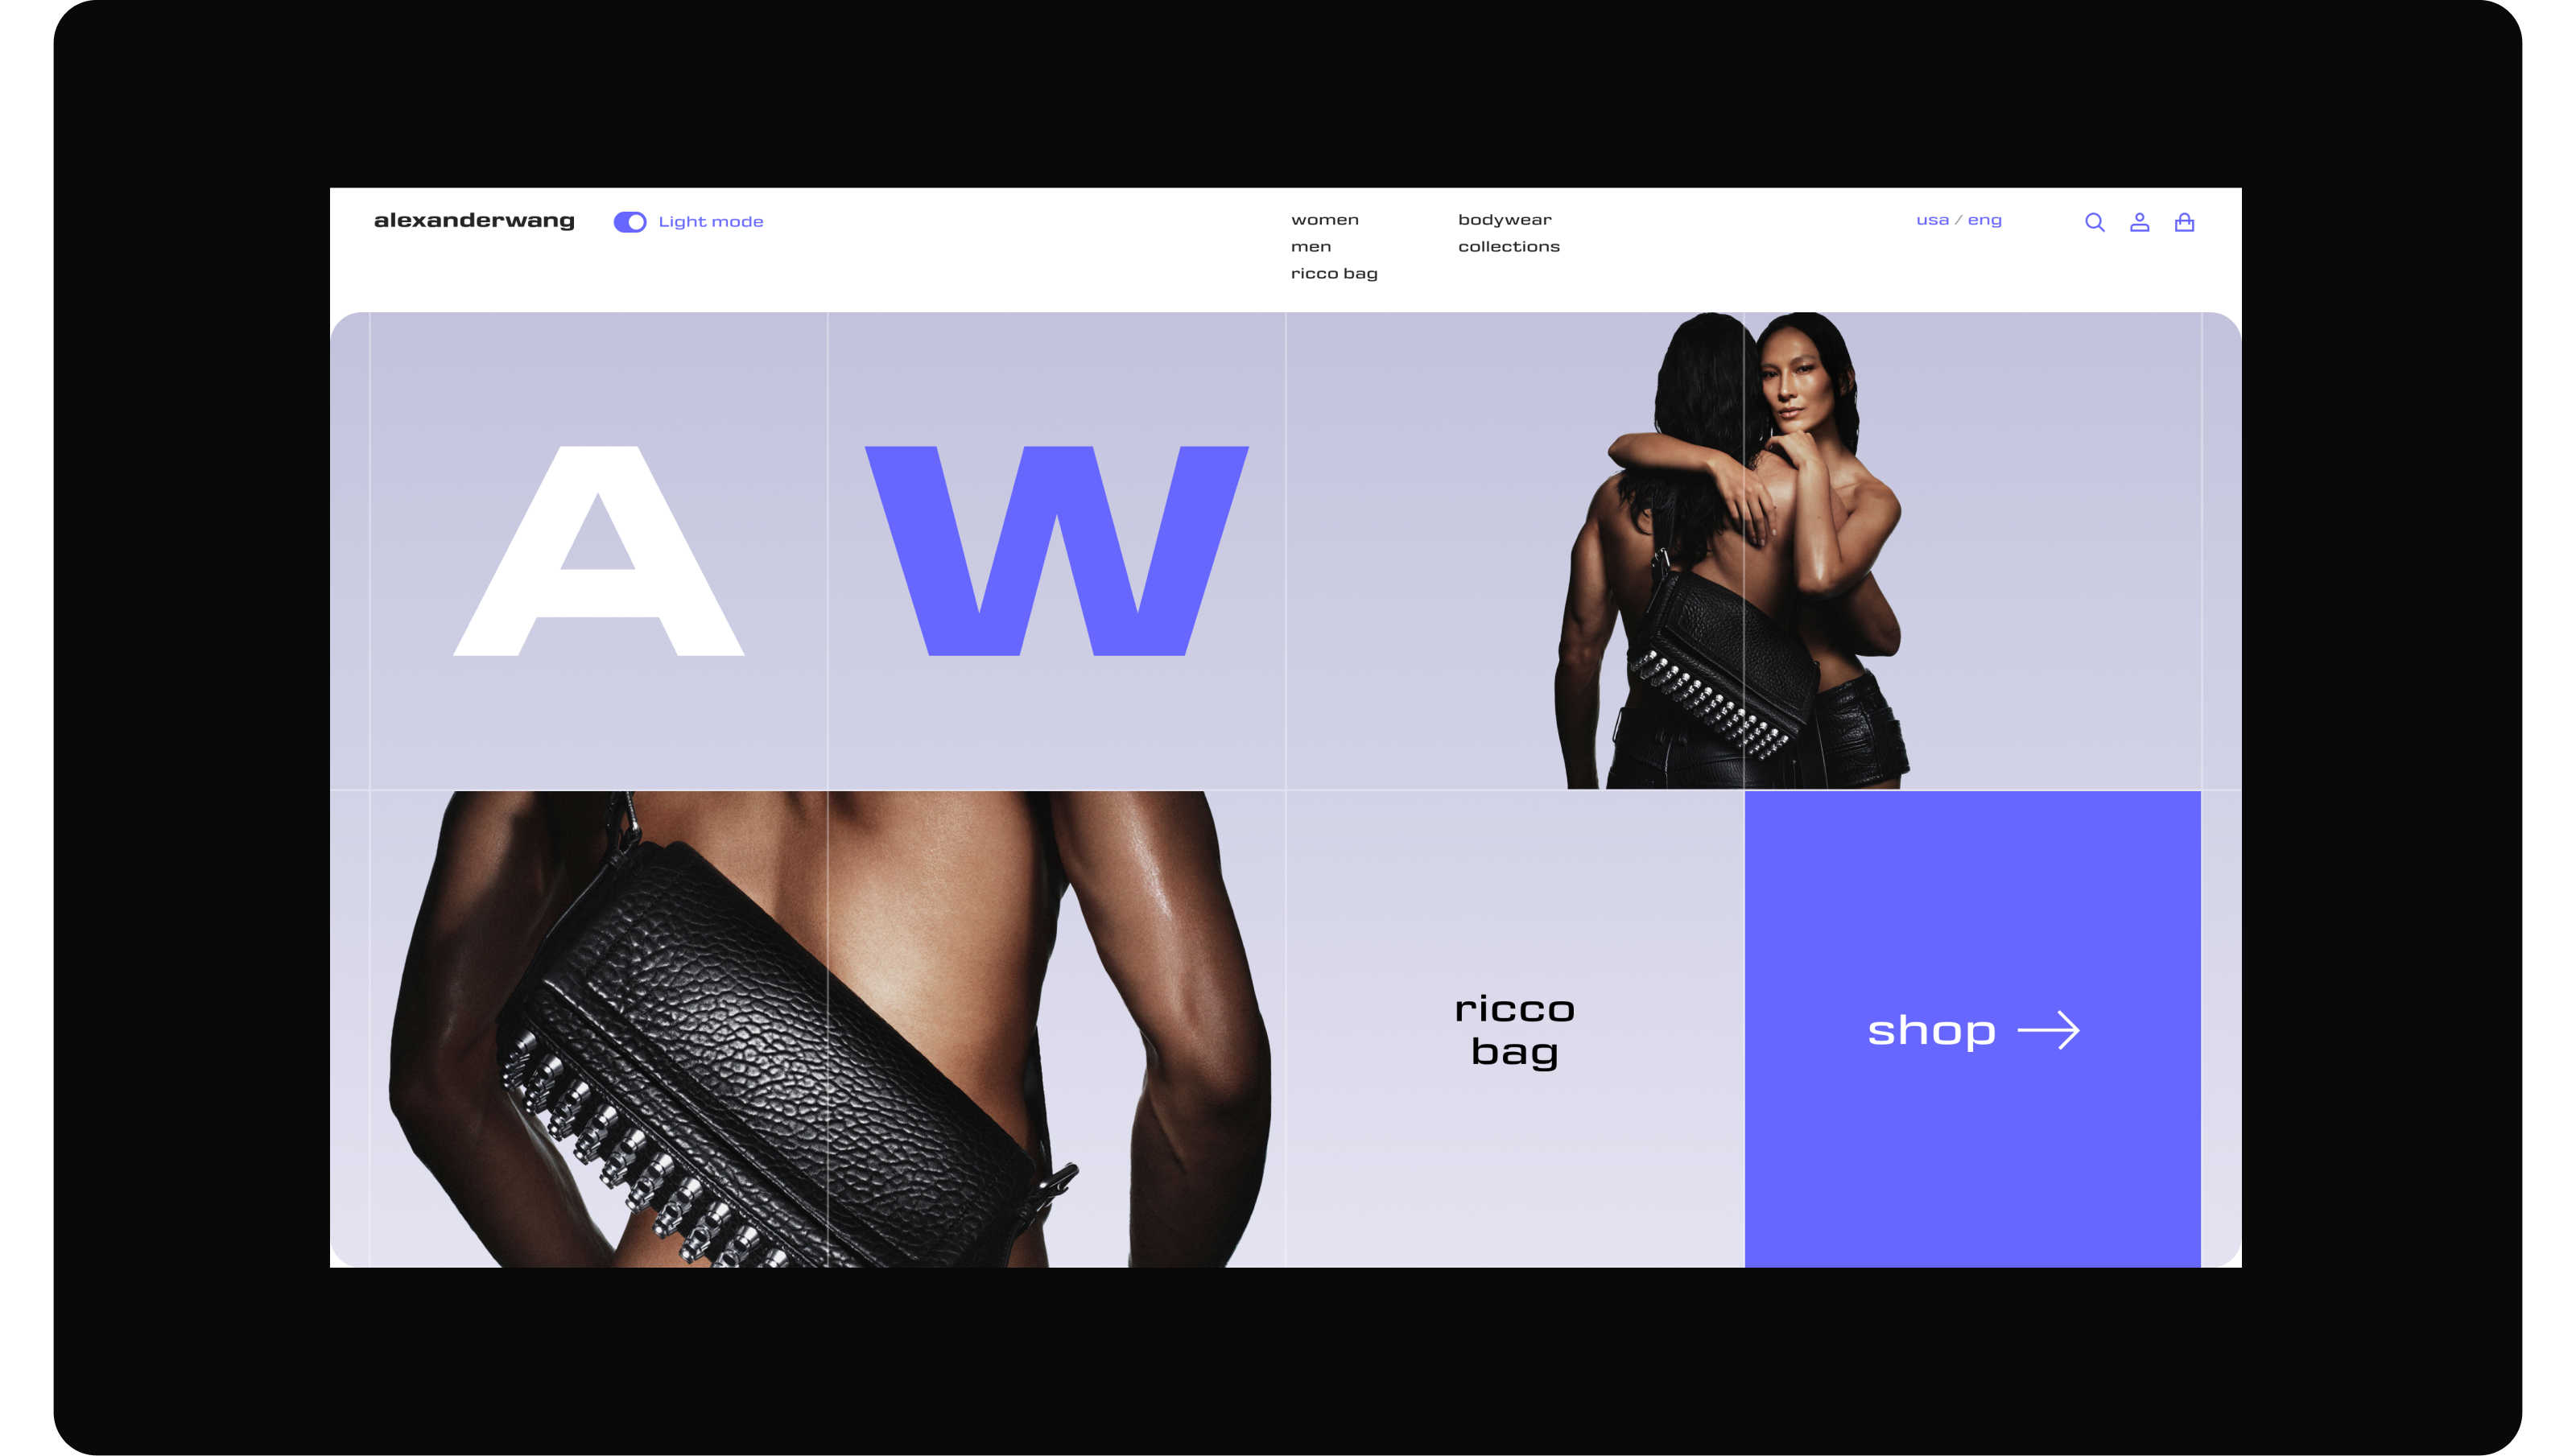 alexanderwang
Light mode
women
men
ricco bag
bodywear
collections
usa / eng
A W
ricco
bag
shop